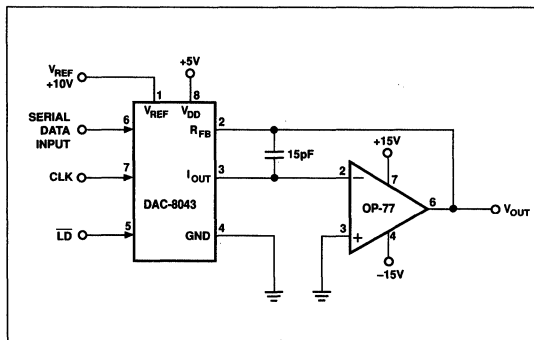 VREF
+10V
+5V
1
8
VREF
VDD
SERIAL
DATA
INPUT
6
RFB
2
15pF
+15V
CLK
7
IOUT
3
2
−
7
DAC-8043
OP-77
6
VOUT
LD
5
GND
4
3
+
4
−15V